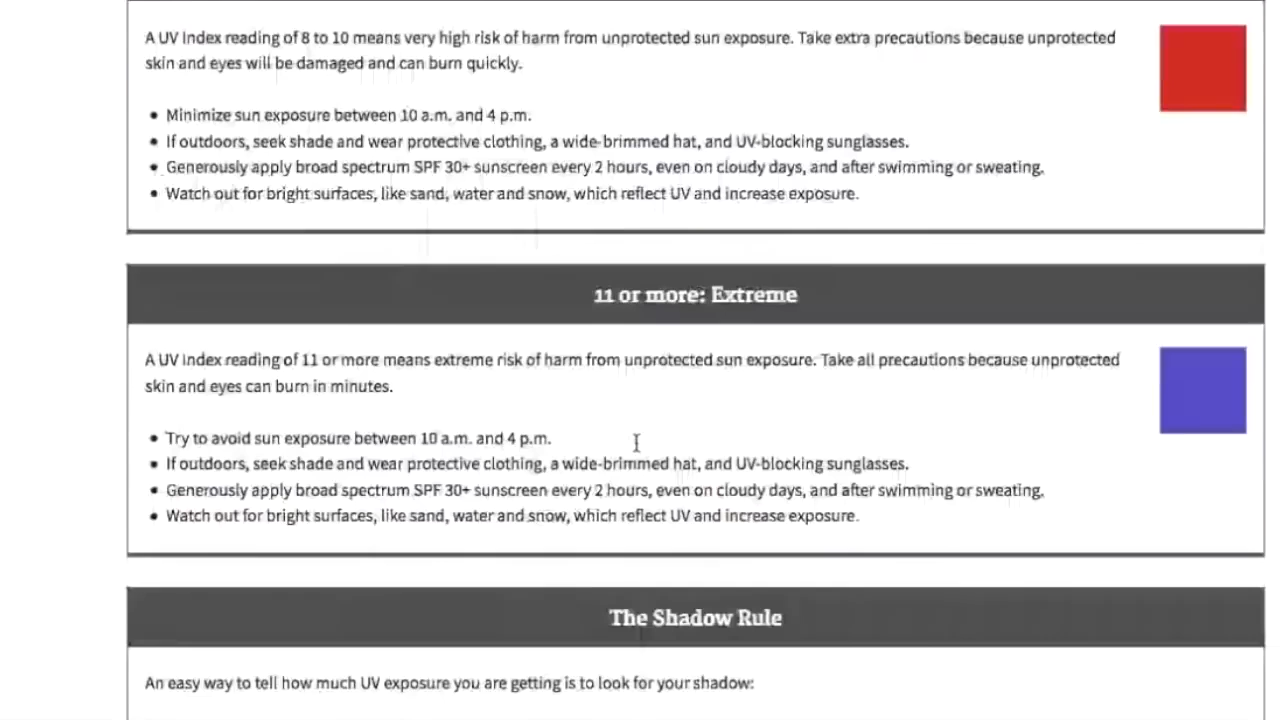 A UV Index reading of 8 to 10 means very high risk of harm from unprotected sun exposure. Take extra precautions because unprotected
skin and eyes will be damaged and can burn quickly.
• Minimize sun exposure between 10 a.m. and 4 p.m.
• If outdoors, seek shade and wear protective clothing, a wide-brimmed hat, and UV-blocking sunglasses.
• Generously apply broad spectrum SPF 30+ sunscreen every 2 hours, even on cloudy days, and after swimming or sweating.
• Watch out for bright surfaces, like sand, water and snow, which reflect UV and increase exposure.
11 or more: Extreme
A UV Index reading of 11 or more means extreme risk of harm from unprotected sun exposure. Take all precautions because unprotected
skin and eyes can burn in minutes.
• Try to avoid sun exposure between 10 a.m. and 4 p.m.
• If outdoors, seek shade and wear protective clothing, a wide-brimmed hat, and UV-blocking sunglasses.
• Generously apply broad spectrum SPF 30+ sunscreen every 2 hours, even on cloudy days, and after swimming or sweating.
• Watch out for bright surfaces, like sand, water and snow, which reflect UV and increase exposure.
The Shadow Rule
An easy way to tell how much UV exposure you are getting is to look for your shadow: